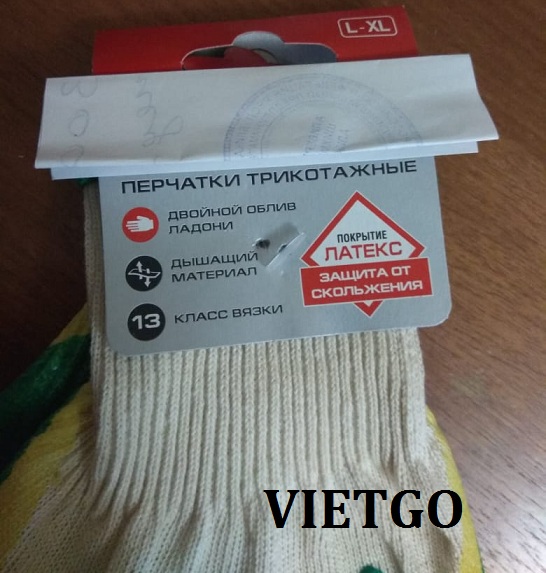 L-XL
ПЕРЧАТКИ ТРИКОТАЖНЫЕ
ДВОЙНОЙ ОБЛИВ
ЛАДОНИ
ДЫШАЩИЙ
МАТЕРИАЛ
13 КЛАСС ВЯЗКИ
ПОКРЫТИЕ
ЛАТЕКС
ЗАЩИТА ОТ
СКОЛЬЖЕНИЯ
VIETGO